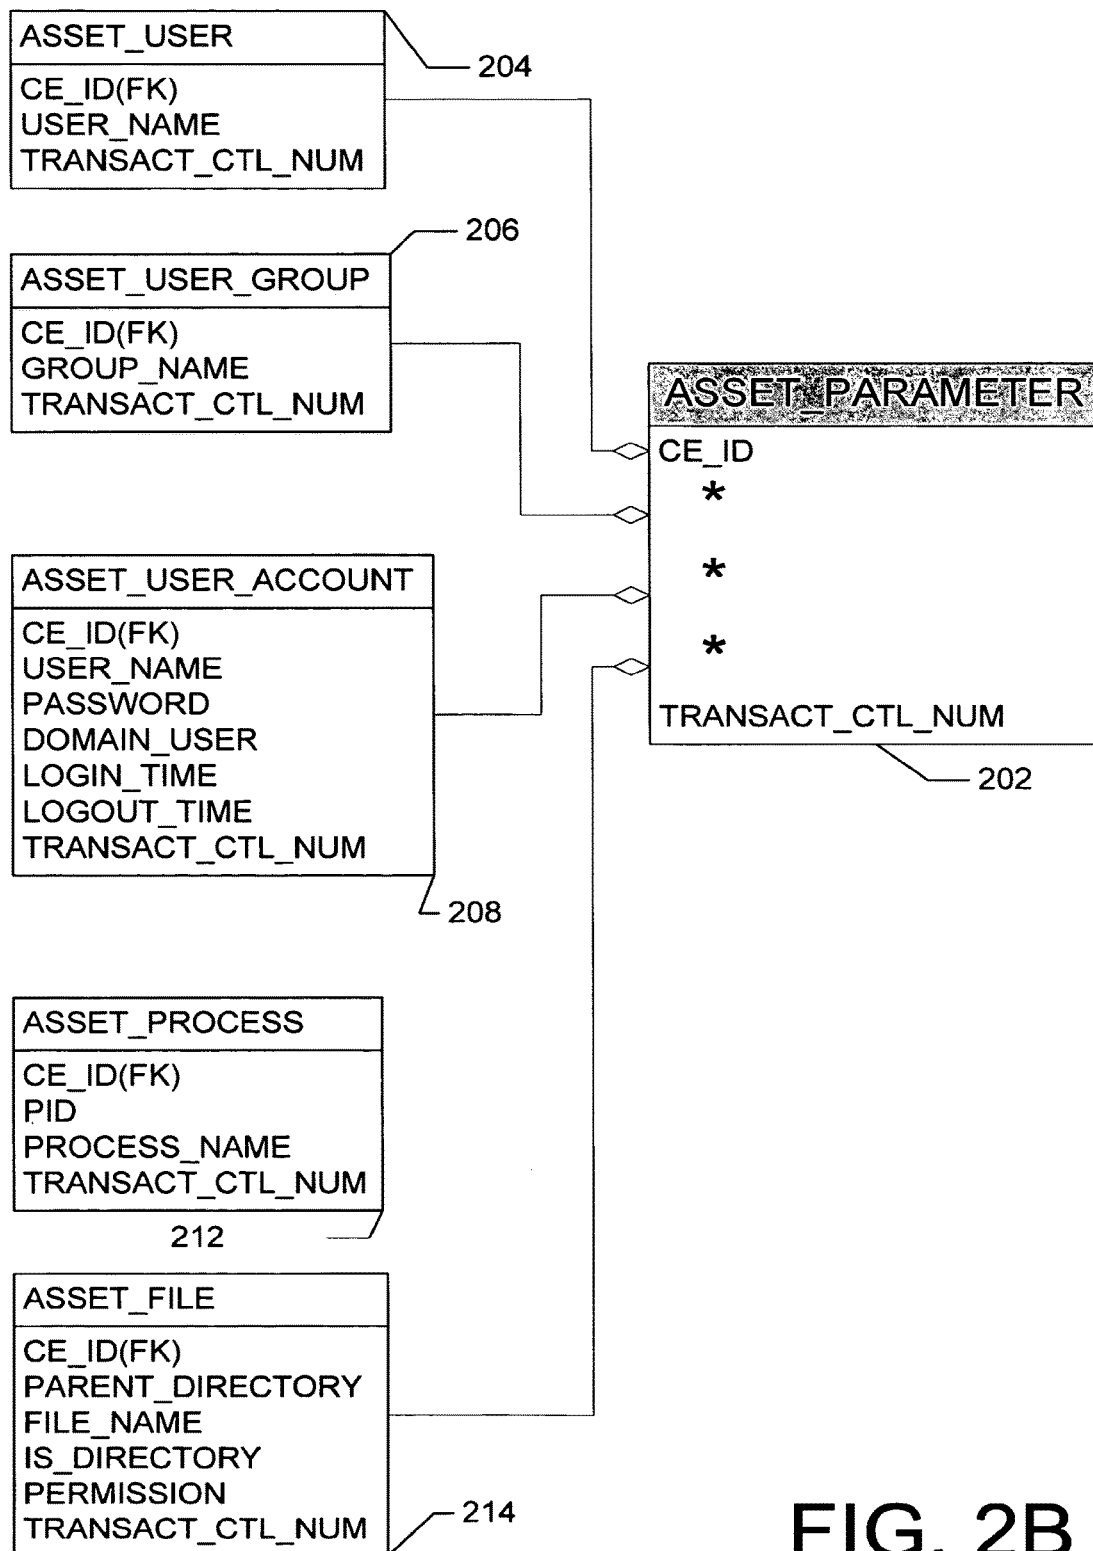 ASSET_USER
CE_ID(FK)
USER_NAME
TRANSACT_CTL_NUM
204
206
ASSET_USER_GROUP
CE_ID(FK)
GROUP_NAME
TRANSACT_CTL_NUM
ASSET_PARAMETER
CE_ID
*
*
*
TRANSACT_CTL_NUM
202
ASSET_USER_ACCOUNT
CE_ID(FK)
USER_NAME
PASSWORD
DOMAIN_USER
LOGIN_TIME
LOGOUT_TIME
TRANSACT_CTL_NUM
208
ASSET_PROCESS
CE_ID(FK)
PID
PROCESS_NAME
TRANSACT_CTL_NUM
212
ASSET_FILE
CE_ID(FK)
PARENT_DIRECTORY
FILE_NAME
IS_DIRECTORY
PERMISSION
TRANSACT_CTL_NUM
214
FIG. 2B